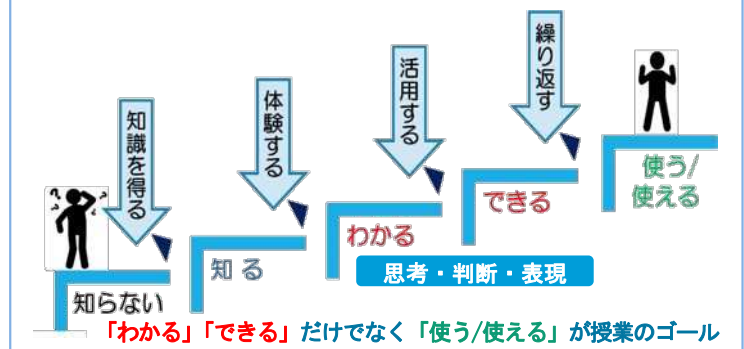 知らない
知識を得る
知る
体験する
わかる
活用する
できる
繰り返す
使う/
使える
思考・判断・表現
「わかる」「できる」だけでなく「使う/使える」が授業のゴール